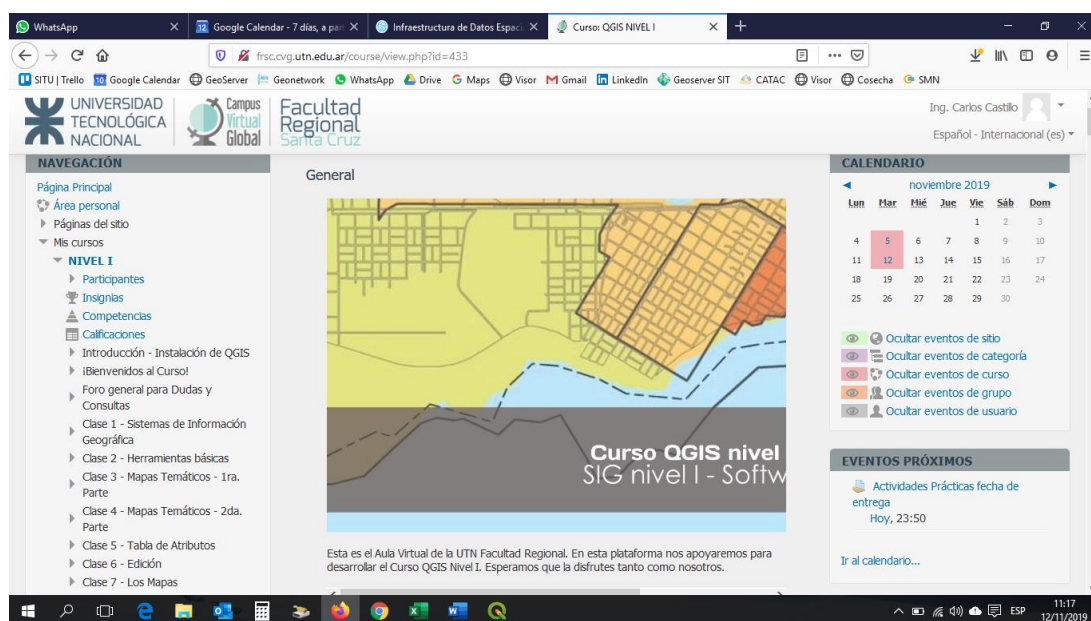 WhatsApp
Google Calendar - 7 días, a par
Infraestructura de Datos Espaci
Curso: QGIS NIVEL I
frsc.cvg.utn.edu.ar/course/view.php?id=433
SITU | Trello
Google Calendar
GeoServer
Geonetwork
WhatsApp
Drive
Maps
Visor
Gmail
LinkedIn
Geoserver SIT
CATAC
Visor
Cosecha
SMN
UNIVERSIDAD
TECNOLÓGICA
NACIONAL
Campus
Virtual
Global
Facultad
Regional
Santa Cruz
Ing. Carlos Castillo
Español - Internacional (es)
NAVEGACIÓN
Página Principal
Área personal
Páginas del sitio
Mis cursos
NIVEL I
Participantes
Insignias
Competencias
Calificaciones
Introducción - Instalación de QGIS
¡Bienvenidos al Curso!
Foro general para Dudas y
Consultas
Clase 1 - Sistemas de Información
Geográfica
Clase 2 - Herramientas básicas
Clase 3 - Mapas Temáticos - 1ra.
Parte
Clase 4 - Mapas Temáticos - 2da.
Parte
Clase 5 - Tabla de Atributos
Clase 6 - Edición
Clase 7 - Los Mapas
General
Curso QGIS nivel
SIG nivel I - Softw
Esta es el Aula Virtual de la UTN Facultad Regional. En esta plataforma nos apoyaremos para
desarrollar el Curso QGIS Nivel I. Esperamos que la disfrutes tanto como nosotros.
CALENDARIO
noviembre 2019
Lun Mar Mié Jue Vie Sáb Dom
1 2 3
4 5 6 7 8 9 10
11 12 13 14 15 16 17
18 19 20 21 22 23 24
25 26 27 28 29 30
Ocultar eventos de sitio
Ocultar eventos de categoría
Ocultar eventos de curso
Ocultar eventos de grupo
Ocultar eventos de usuario
EVENTOS PRÓXIMOS
Actividades Prácticas fecha de
entrega
Hoy, 23:50
Ir al calendario...
ESP
11:17
12/11/2019